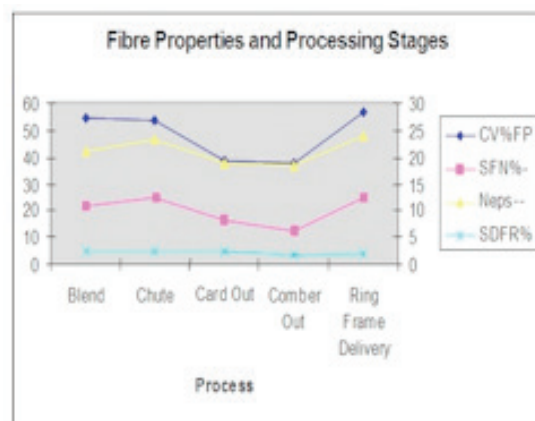 Fibre Properties and Processing Stages
60 30
50 25
40 20
30 15
20 10
10 5
0 0
CV%FP
SFN%-
Neps--
SDFR%
Blend Chute Card Out Comber Out Ring Frame Delivery
Process